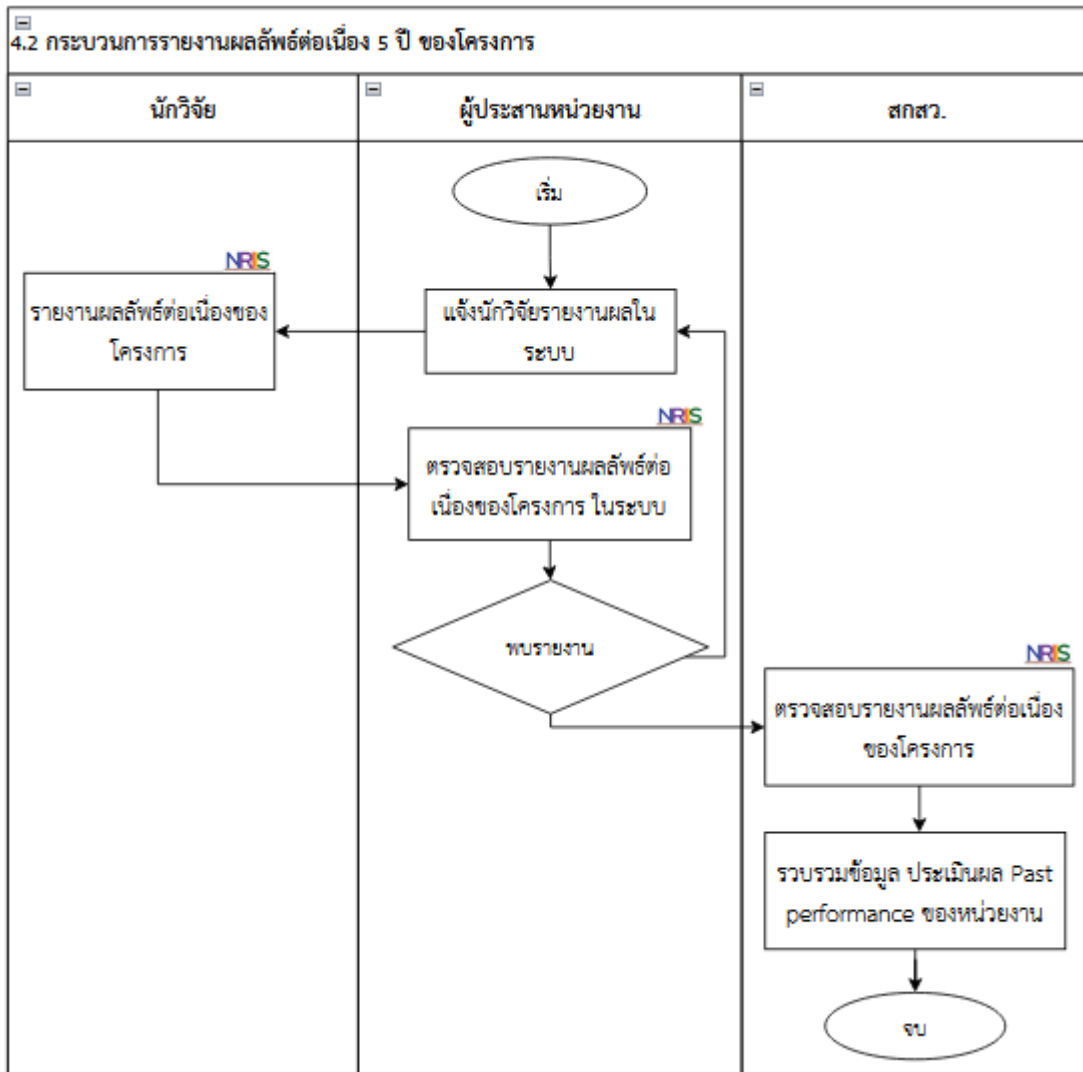 4.2 กระบวนการรายงานผลลัพธ์ต่อเนื่อง 5 ปี ของโครงการ
นักวิจัย
ผู้ประสานหน่วยงาน
สกสว.
เริ่ม
NRIS
รายงานผลลัพธ์ต่อเนื่องของ
โครงการ
แจ้งนักวิจัยรายงานผลใน
ระบบ
NRIS
ตรวจสอบรายงานผลลัพธ์ต่อ
เนื่องของโครงการ ในระบบ
พบรายงาน
NRIS
ตรวจสอบรายงานผลลัพธ์ต่อเนื่อง
ของโครงการ
รวบรวมข้อมูล ประเมินผล Past
performance ของหน่วยงาน
จบ